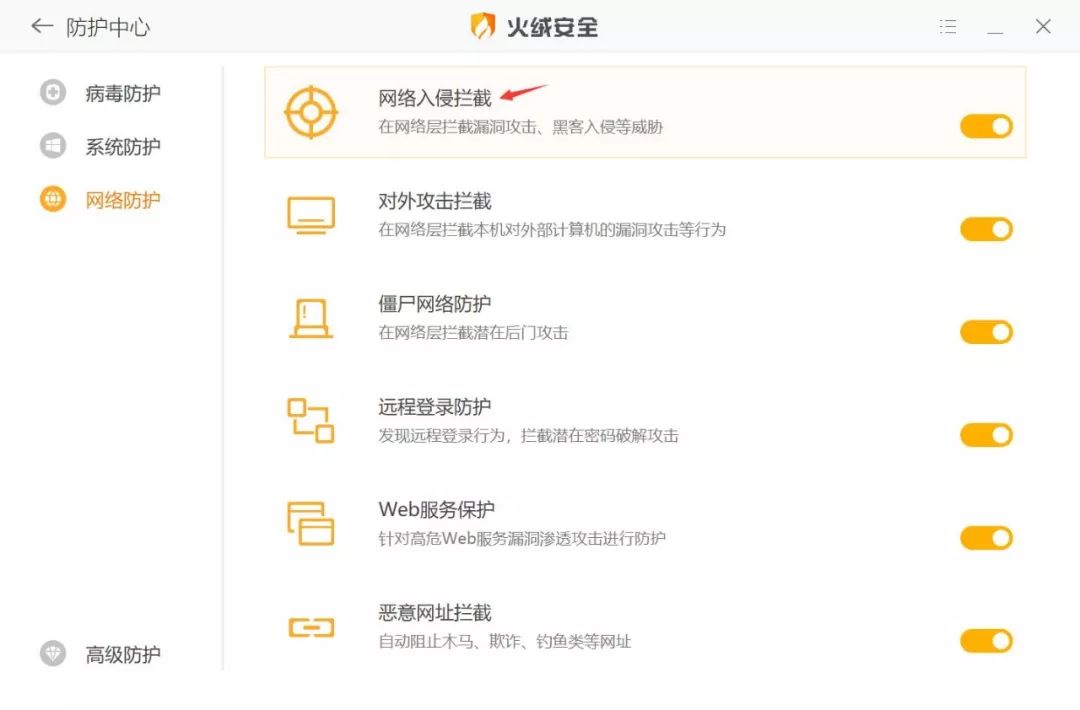 防护中心
火绒安全
病毒防护
系统防护
网络防护
高级防护
网络入侵拦截
在网络层拦截漏洞攻击、黑客入侵等威胁
对外攻击拦截
在网络层拦截本机对外部计算机的漏洞攻击等行为
僵尸网络防护
在网络层拦截潜在后门攻击
远程登录防护
发现远程登录行为，拦截潜在密码破解攻击
Web服务保护
针对高危Web服务漏洞渗透攻击进行防护
恶意网址拦截
自动阻止木马、欺诈、钓鱼类等网址